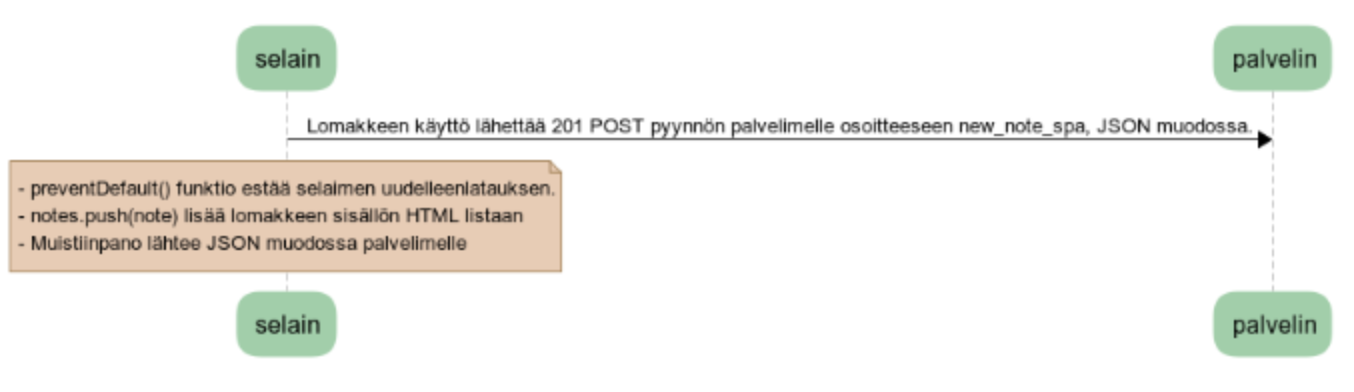 selain
palvelin
Lomakkeen käyttö lähettää 201 POST pyynnön palvelimelle osoitteeseen new_note_spa, JSON muodossa.
- preventDefault() funktio estää selaimen uudelleenlatauksen.
- notes.push(note) lisää lomakkeen sisällön HTML listaan
- Muistiinpano lähtee JSON muodossa palvelimelle
selain
palvelin